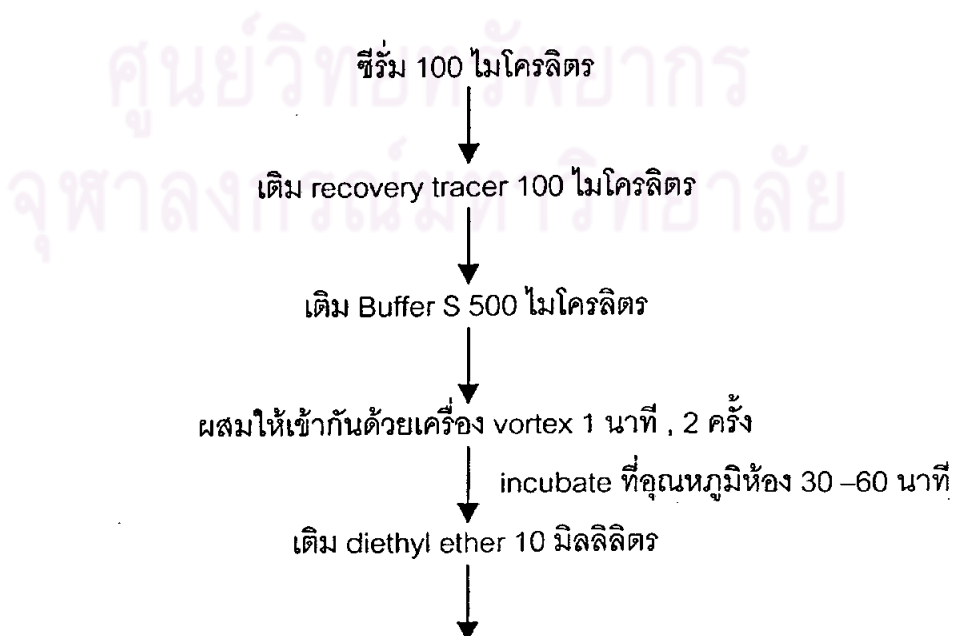 ซีรั่ม 100 ไมโครลิตร
ศูนย์วิทยทรัพยากร
เติม recovery tracer 100 ไมโครลิตร
จุฬาลงกรณ์มหาวิทยาลัย
เติม Buffer S 500 ไมโครลิตร
ผสมให้เข้ากันด้วยเครื่อง vortex 1 นาที , 2 ครั้ง
incubate ที่อุณหภูมิห้อง 30 –60 นาที
เติม diethyl ether 10 มิลลิลิตร